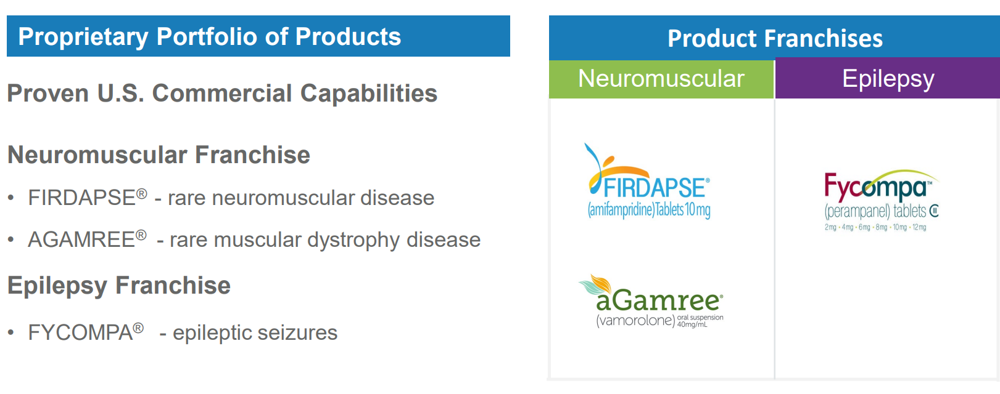 Proprietary Portfolio of Products
Proven U.S. Commercial Capabilities
Neuromuscular Franchise
• FIRDAPSE® - rare neuromuscular disease
• AGAMREE® - rare muscular dystrophy disease
Epilepsy Franchise
• FYCOMPA® - epileptic seizures
Product Franchises
Neuromuscular
Epilepsy
FIRDAPSE®
(amifampridine) Tablets 10 mg
aGamree®
(vamorolone) oral suspension
40mg/mL
Fycompa™
(perampanel) tablets CIII
2mg • 4mg • 6mg • 8mg • 10mg • 12mg